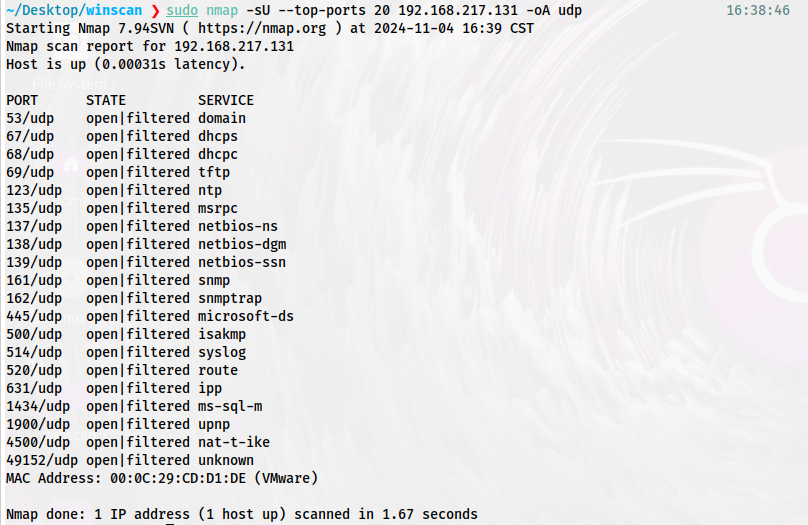 ~/Desktop/winscan ❯ sudo nmap -sU --top-ports 20 192.168.217.131 -oA udp 16:38:46
Starting Nmap 7.94SVN ( https://nmap.org ) at 2024-11-04 16:39 CST
Nmap scan report for 192.168.217.131
Host is up (0.00031s latency).
File System
PORT STATE SERVICE
53/udp open|filtered domain
67/udp open|filtered dhcps
68/udp open|filtered dhcpc
69/udp open|filtered tftp
123/udp open|filtered ntp
135/udp open|filtered msrpc
137/udp open|filtered netbios-ns
138/udp open|filtered netbios-dgm
139/udp open|filtered netbios-ssn
161/udp open|filtered snmp
162/udp open|filtered snmptrap
445/udp open|filtered microsoft-ds
500/udp open|filtered isakmp
514/udp open|filtered syslog
520/udp open|filtered route
631/udp open|filtered ipp
1434/udp open|filtered ms-sql-m
1900/udp open|filtered upnp
4500/udp open|filtered nat-t-ike
49152/udp open|filtered unknown
MAC Address: 00:0C:29:CD:D1:DE (VMware)
Nmap done: 1 IP address (1 host up) scanned in 1.67 seconds